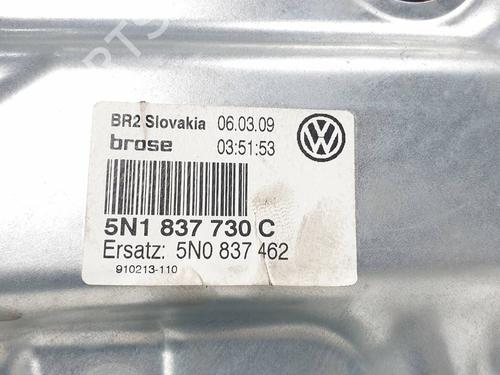 BR2 Slovakia 06.03.09
brose 03:51:53
5N1 837 730 C
Ersatz: 5N0 837 462
910213-110